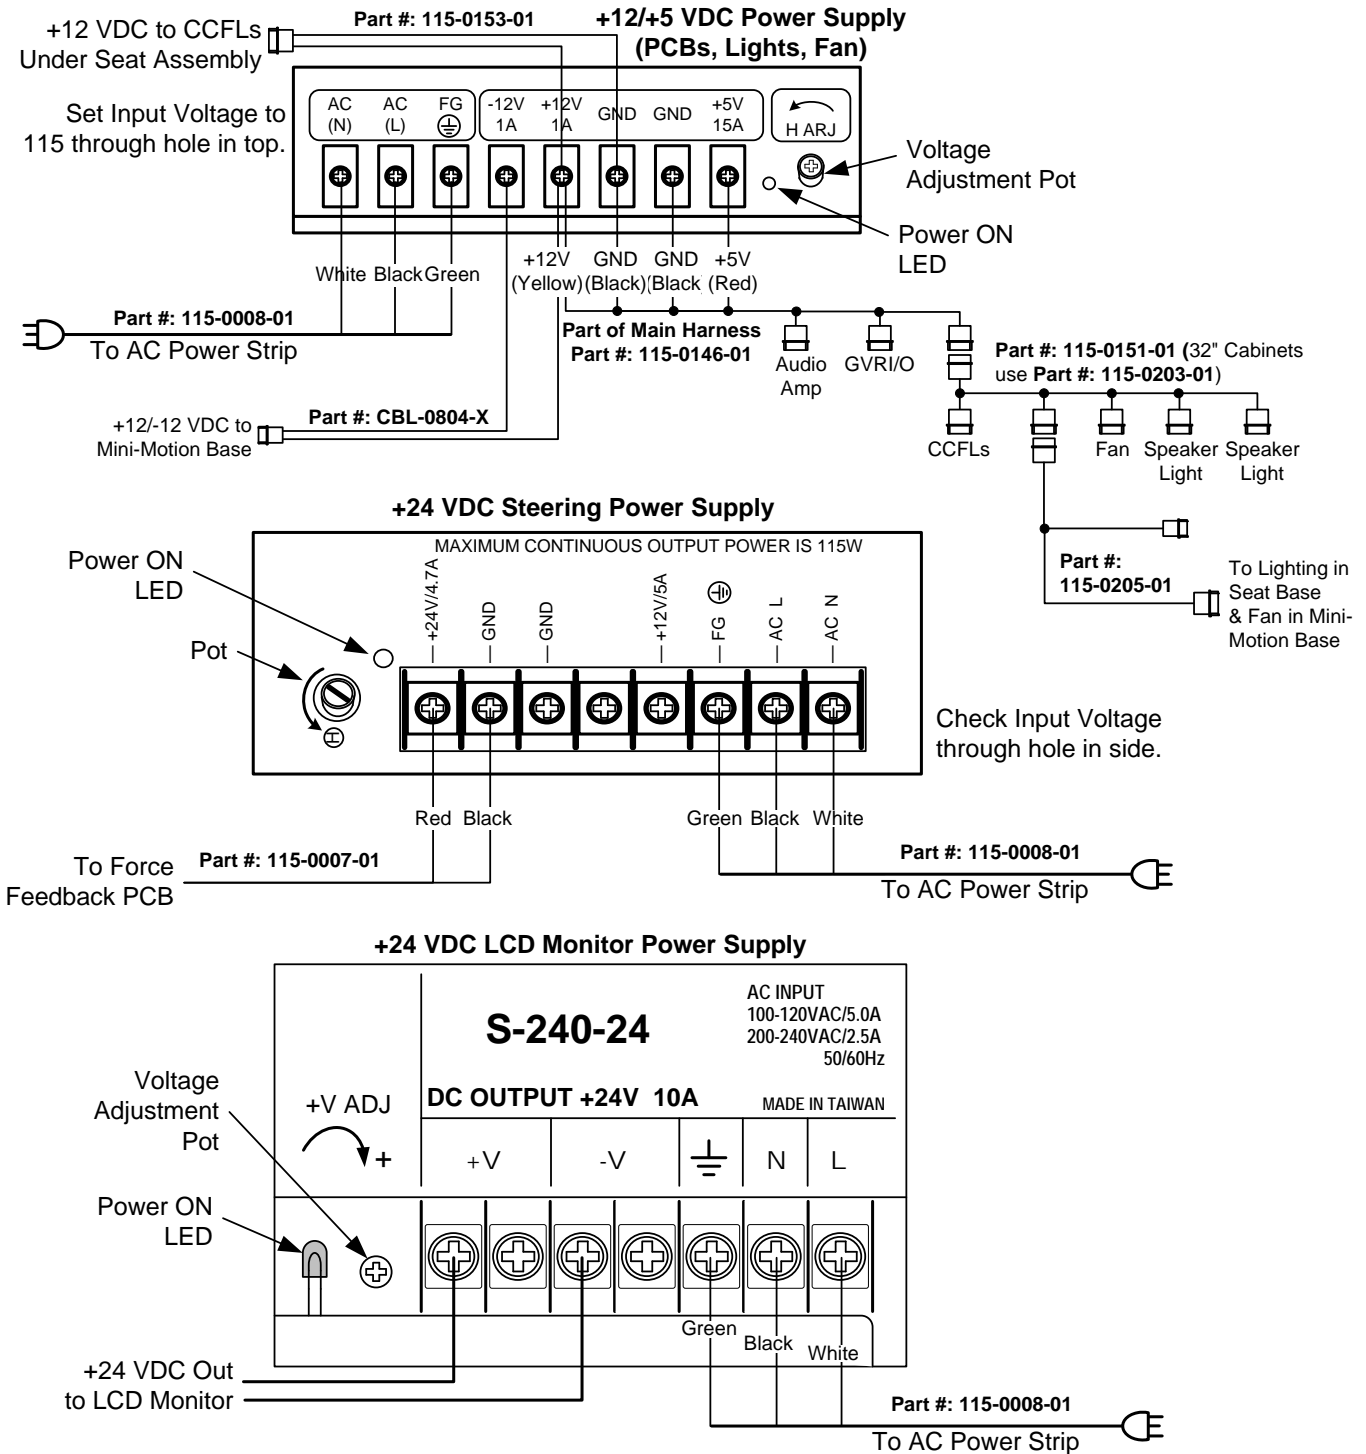 +12 VDC to CCFLs
Under Seat Assembly
Part #: 115-0153-01
+12/+5 VDC Power Supply
(PCBs, Lights, Fan)
Set Input Voltage to
115 through hole in top.
AC
(N)
AC
(L)
FG
-12V
1A
+12V
1A
GND
GND
+5V
15A
H ARJ
Voltage
Adjustment Pot
Power ON
LED
White
Black
Green
+12V
(Yellow)
GND
(Black)
GND
(Black
+5V
(Red)
Part #: 115-0008-01
To AC Power Strip
Part of Main Harness
Part #: 115-0146-01
Audio
Amp
GVRI/O
Part #: 115-0151-01 (32" Cabinets
use Part #: 115-0203-01)
+12/-12 VDC to
Mini-Motion Base
Part #: CBL-0804-X
CCFLs
Fan
Speaker
Light
Speaker
Light
Part #:
115-0205-01
To Lighting in
Seat Base
& Fan in Mini-
Motion Base
+24 VDC Steering Power Supply
MAXIMUM CONTINUOUS OUTPUT POWER IS 115W
Power ON
LED
Pot
H
+24V/4.7A
GND
GND
+12V/5A
FG
AC L
AC N
Check Input Voltage
through hole in side.
Red
Black
Green
Black
White
To Force
Feedback PCB
Part #: 115-0007-01
Part #: 115-0008-01
To AC Power Strip
+24 VDC LCD Monitor Power Supply
S-240-24
AC INPUT
100-120VAC/5.0A
200-240VAC/2.5A
50/60Hz
Voltage
Adjustment
Pot
+V ADJ
+
DC OUTPUT +24V 10A
MADE IN TAIWAN
+V
-V
N
L
Power ON
LED
Green
Black
White
+24 VDC Out
to LCD Monitor
Part #: 115-0008-01
To AC Power Strip